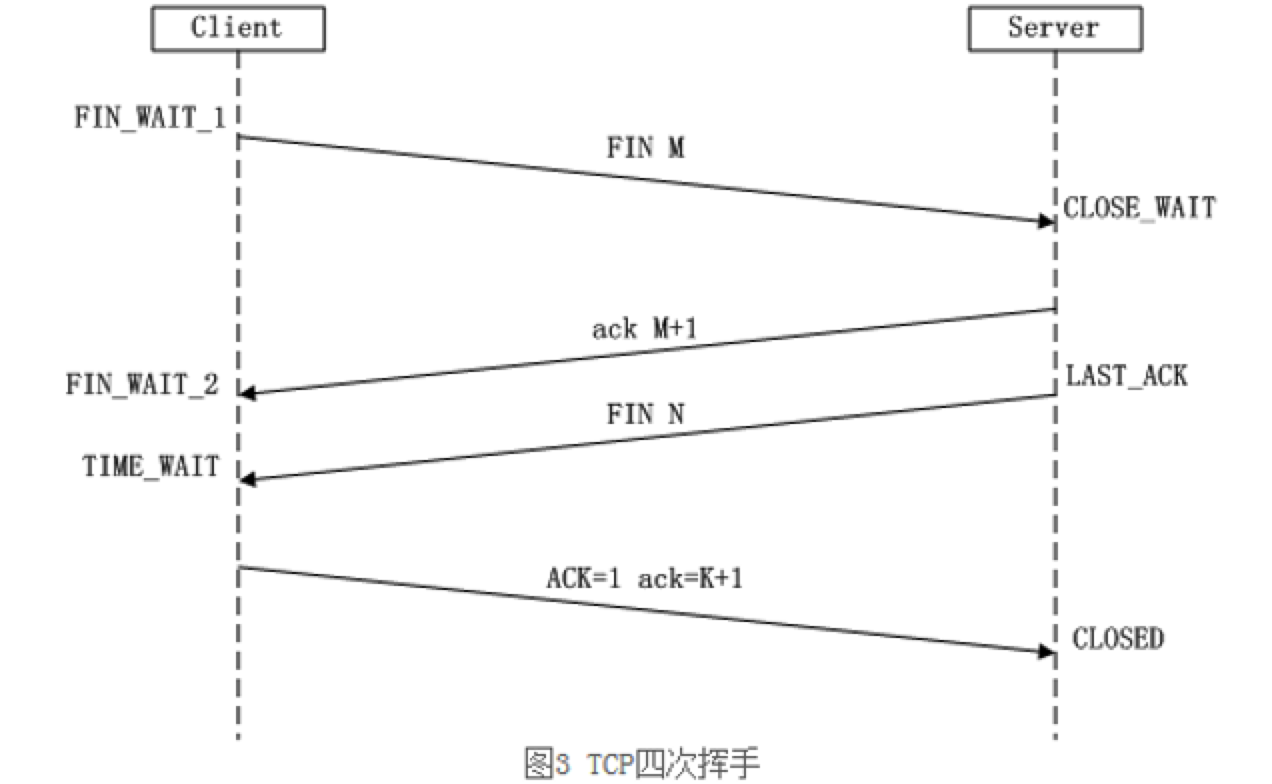 Client
Server
FIN_WAIT_1
FIN M
CLOSE_WAIT
ack M+1
FIN_WAIT_2
LAST_ACK
FIN N
TIME_WAIT
ACK=1 ack=K+1
CLOSED
图3 TCP四次挥手